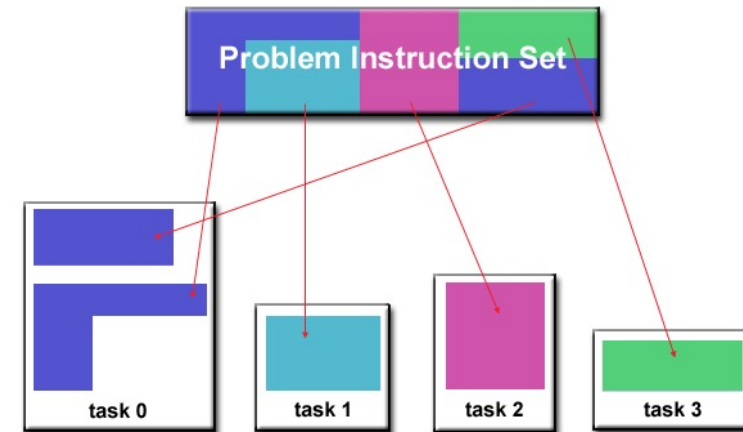 Problem Instruction Set
task 0
task 1
task 2
task 3